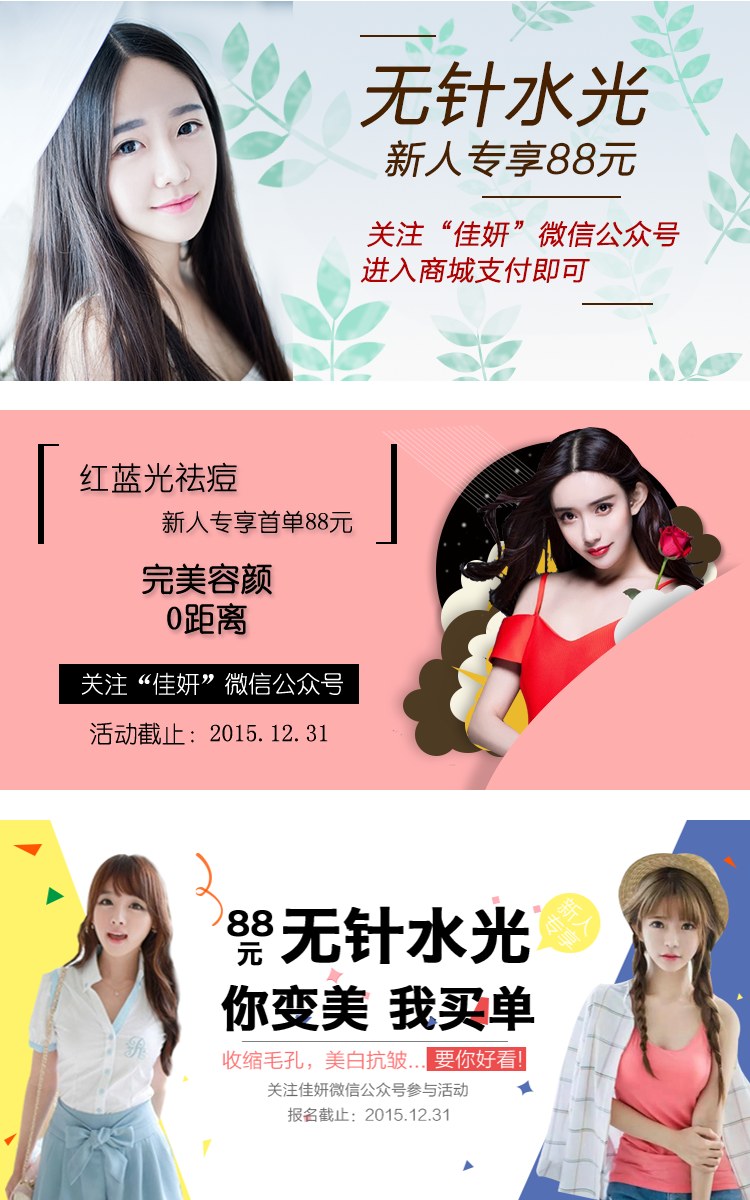 无针水光
新人专享88元
关注“佳妍”微信公众号
进入商城支付即可
红蓝光祛痘
新人专享首单88元
完美容颜
0距离
关注“佳妍”微信公众号
活动截止：2015.12.31
88元 无针水光
新人专享
你变美 我买单
收缩毛孔，美白抗皱... 要你好看!
关注佳妍微信公众号参与活动
报名截止：2015.12.31